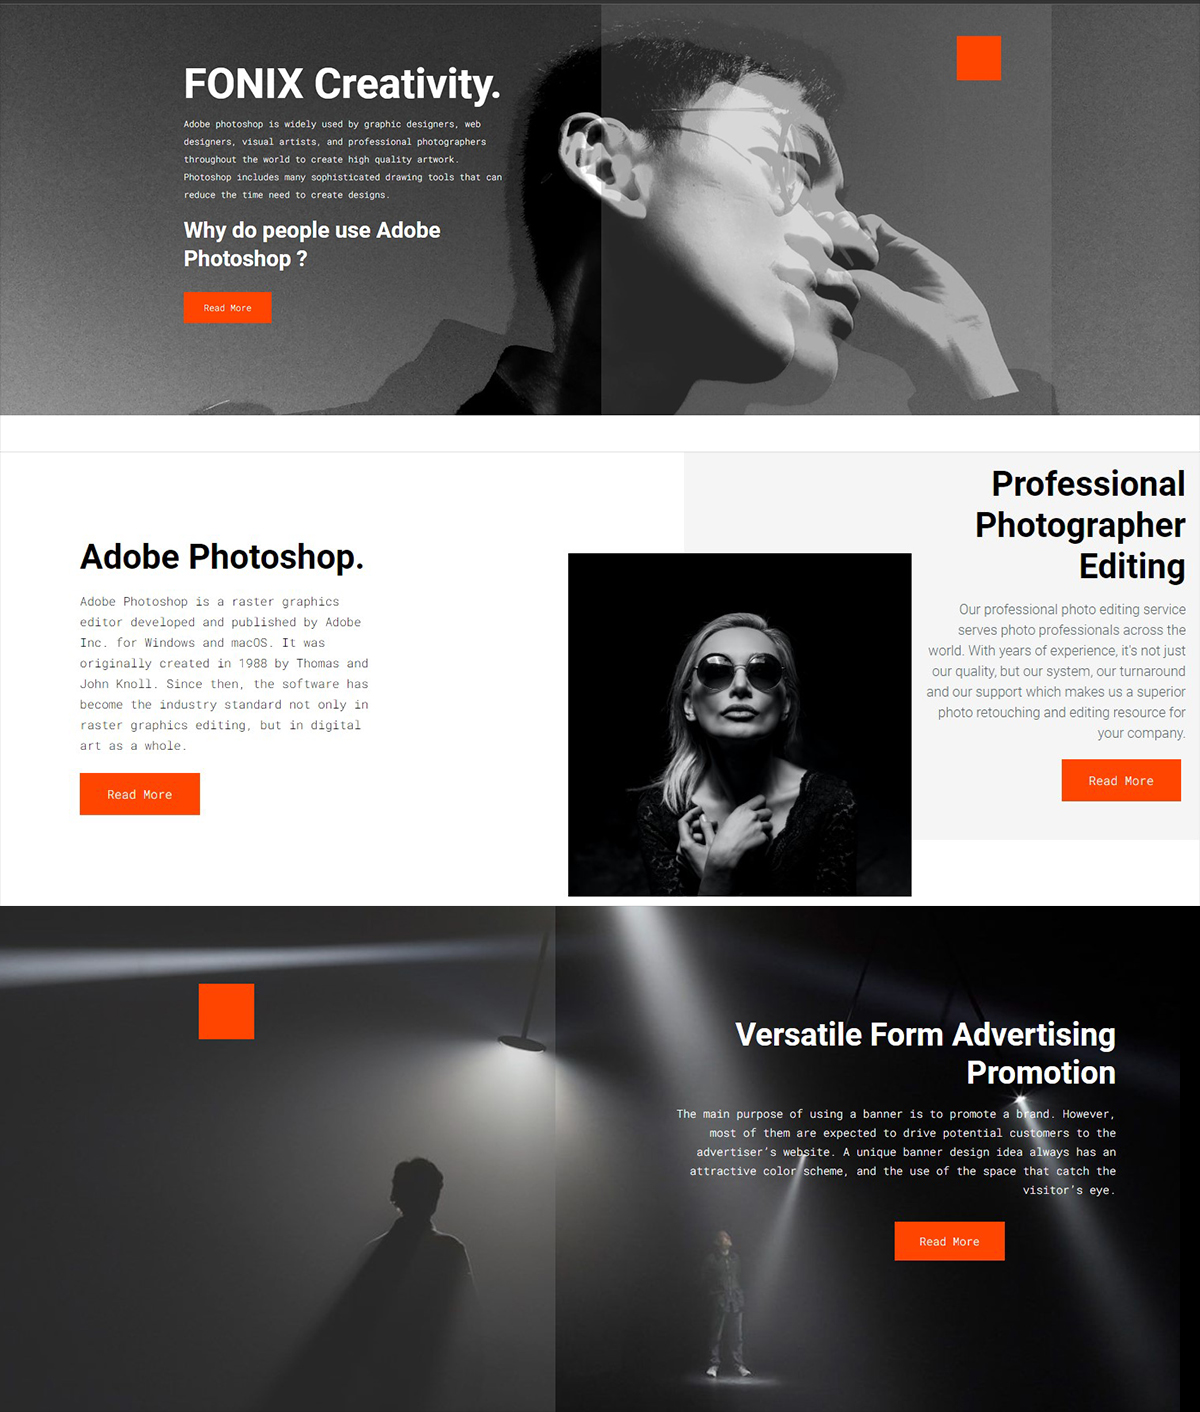 FONIX Creativity.
Adobe photoshop is widely used by graphic designers, web
designers, visual artists, and professional photographers
throughout the world to create high quality artwork.
Photoshop includes many sophisticated drawing tools that can
reduce the time need to create designs.
Why do people use Adobe
Photoshop ?
Read More
Adobe Photoshop.
Adobe Photoshop is a raster graphics
editor developed and published by Adobe
Inc. for Windows and macOS. It was
originally created in 1988 by Thomas and
John Knoll. Since then, the software has
become the industry standard not only in
raster graphics editing, but in digital
art as a whole.
Read More
Professional
Photographer
Editing
Our professional photo editing service
serves photo professionals across the
world. With years of experience, it's not just
our quality, but our system, our turnaround
and our support which makes us a superior
photo retouching and editing resource for
your company.
Read More
Versatile Form Advertising
Promotion
The main purpose of using a banner is to promote a brand. However,
most of them are expected to drive potential customers to the
advertiser's website. A unique banner design idea always has an
attractive color scheme, and the use of the space that catch the
visitor's eye.
Read More